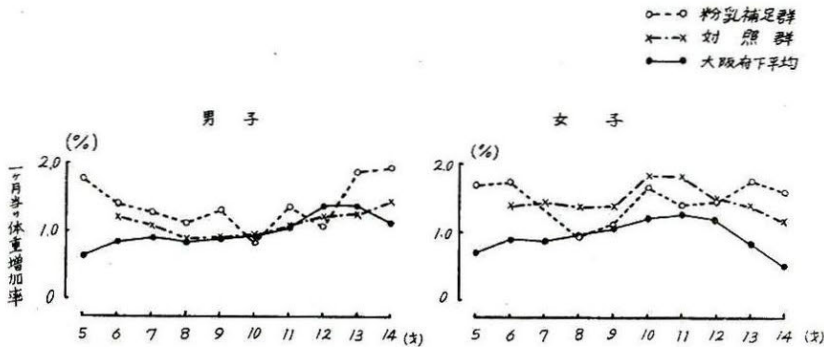 粉乳補足群
対照群
大阪府下平均
男子
女子
(%)
(%)
一ヶ月当り体重増加率
2.0
1.0
0
2.0
1.0
0
5 6 7 8 9 10 11 12 13 14 (才)
5 6 7 8 9 10 11 12 13 14 (才)